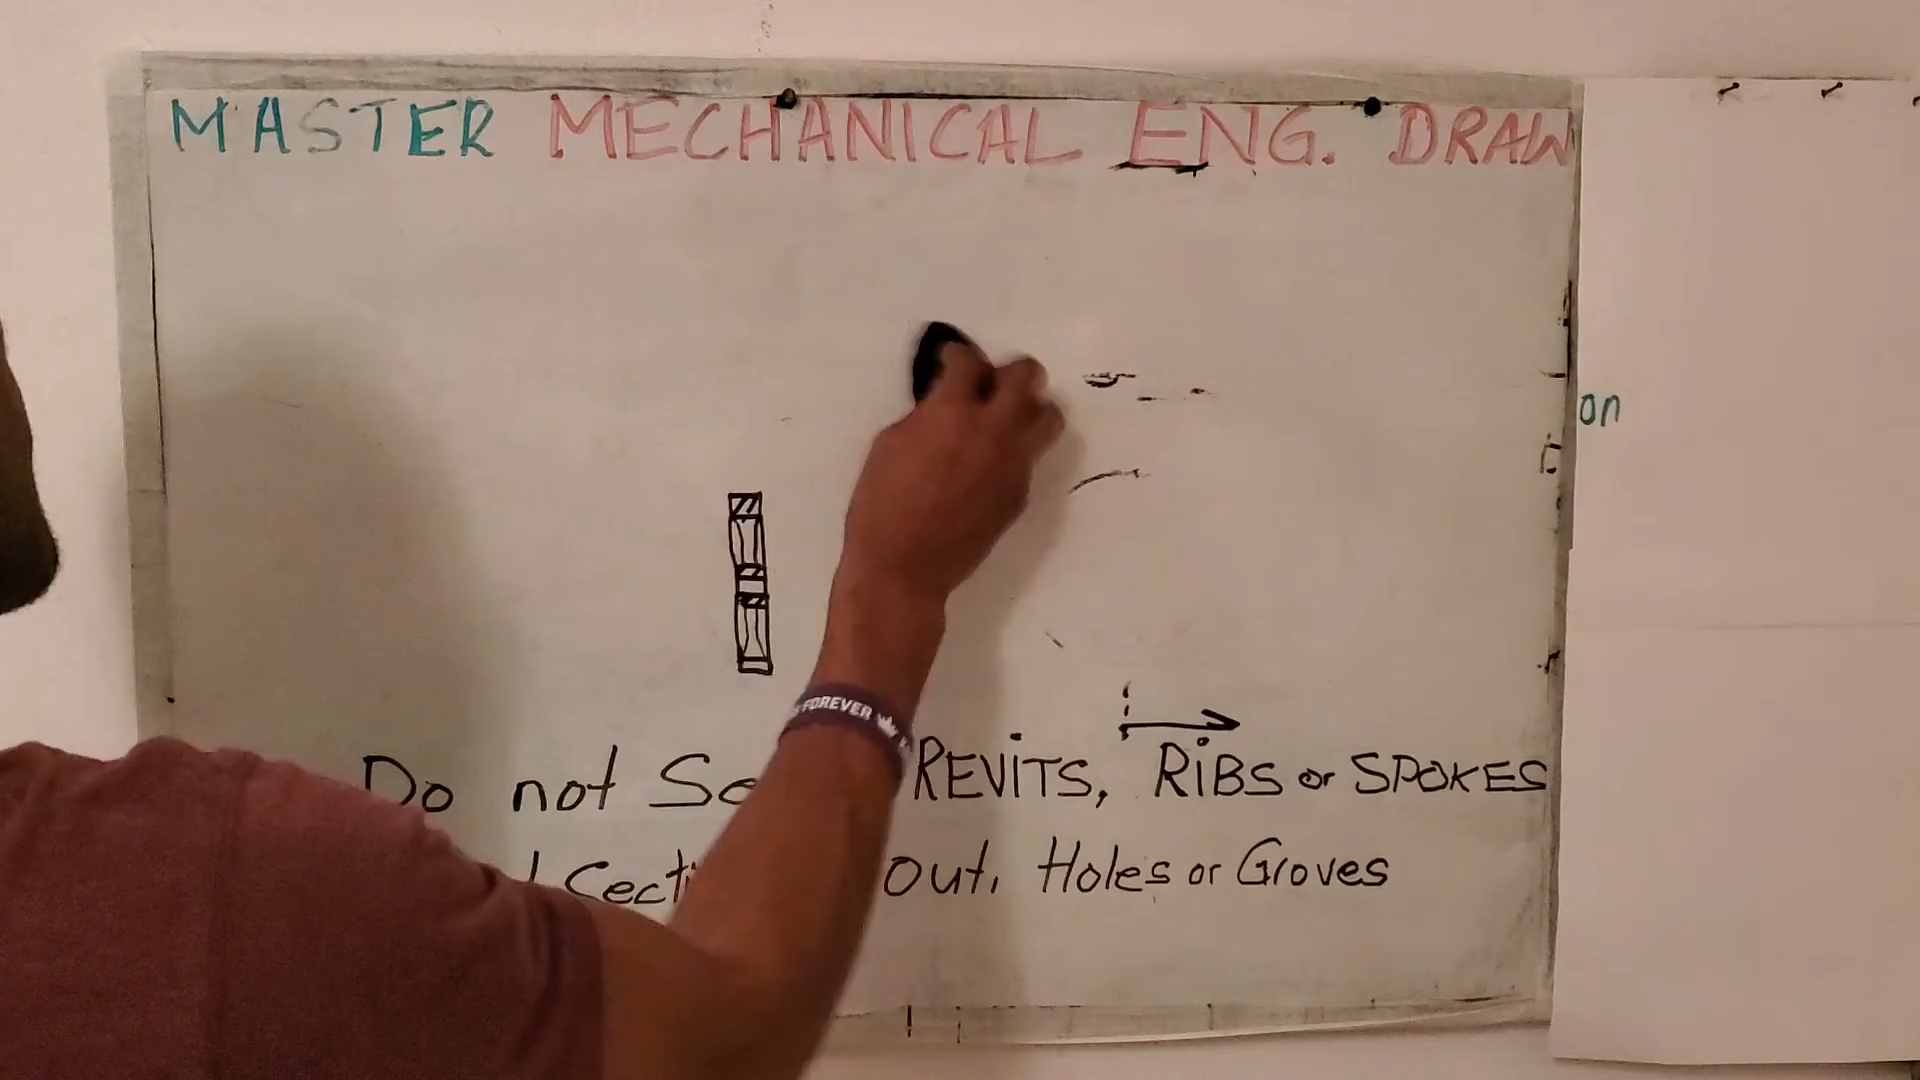 MASTER MECHANICAL ENG. DRAW
on
FOREVER
Do not REVITS, RIBS or SPOKES
out, Holes or Groves